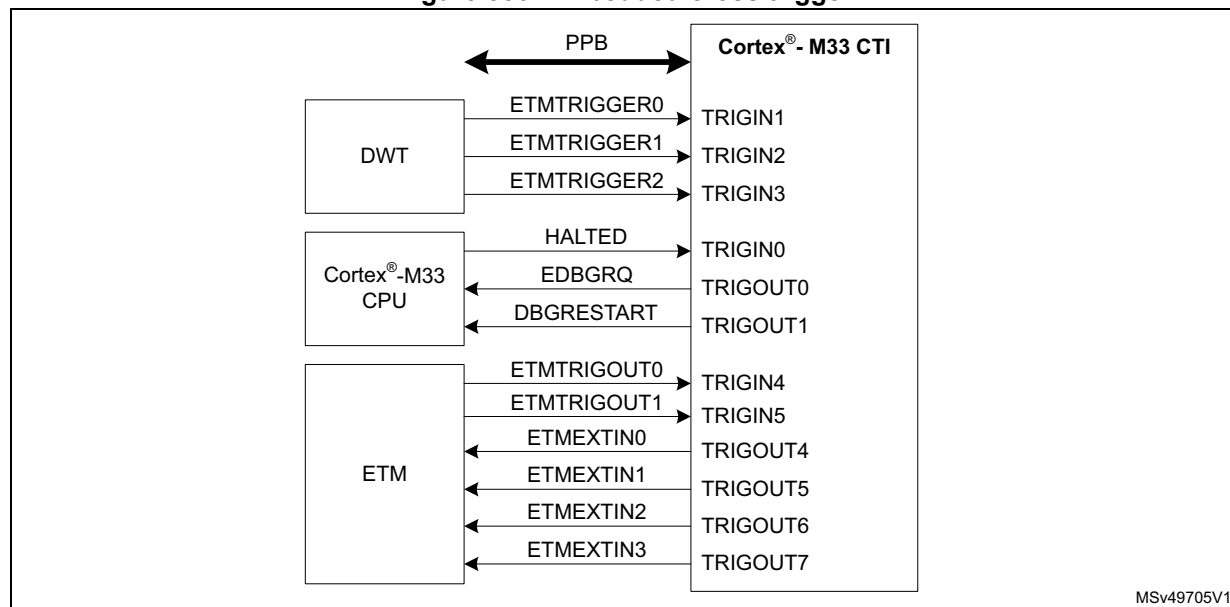 PPB
Cortex®- M33 CTI
ETMTRIGGER0
TRIGIN1
DWT
ETMTRIGGER1
TRIGIN2
ETMTRIGGER2
TRIGIN3
HALTED
TRIGIN0
Cortex®-M33
CPU
EDBGRQ
TRIGOUT0
DBGRESTART
TRIGOUT1
ETMTRIGOUT0
TRIGIN4
ETMTRIGOUT1
TRIGIN5
ETMEXTIN0
TRIGOUT4
ETM
ETMEXTIN1
TRIGOUT5
ETMEXTIN2
TRIGOUT6
ETMEXTIN3
TRIGOUT7
MSv49705V1